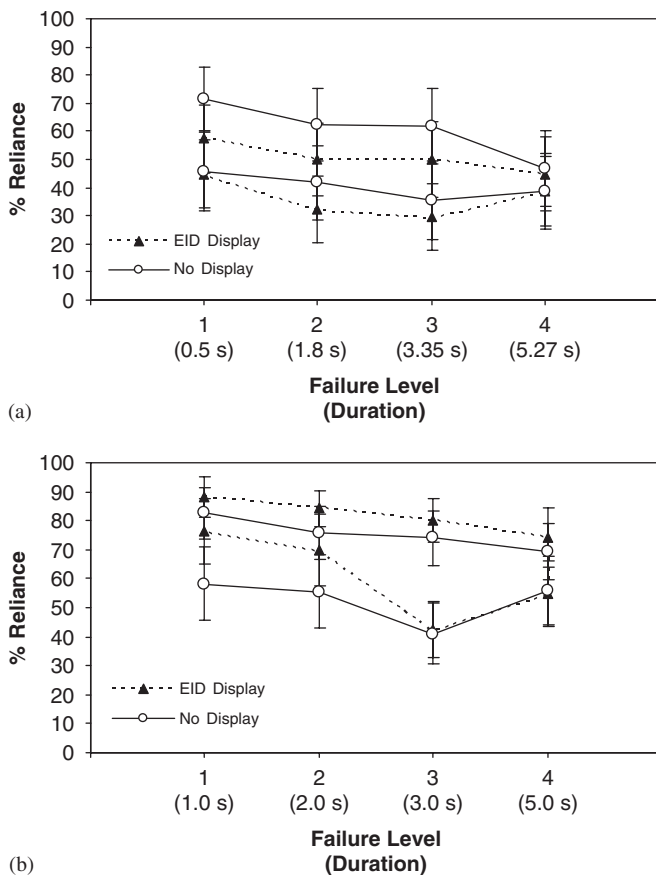 100
90
80
70
60
50
40
30
20
10
0
% Reliance
EID Display
No Display
1 2 3 4
(0.5 s) (1.8 s) (3.35 s) (5.27 s)
Failure Level
(Duration)
(a)
100
90
80
70
60
50
40
30
20
10
0
% Reliance
EID Display
No Display
1 2 3 4
(1.0 s) (2.0 s) (3.0 s) (5.0 s)
Failure Level
(Duration)
(b)